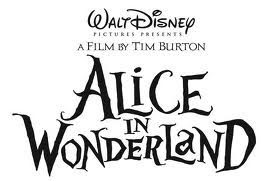 WALT DISNEY
PICTURES PRESENTS
A FILM BY TIM BURTON
ALICE
IN
WONDERLAND